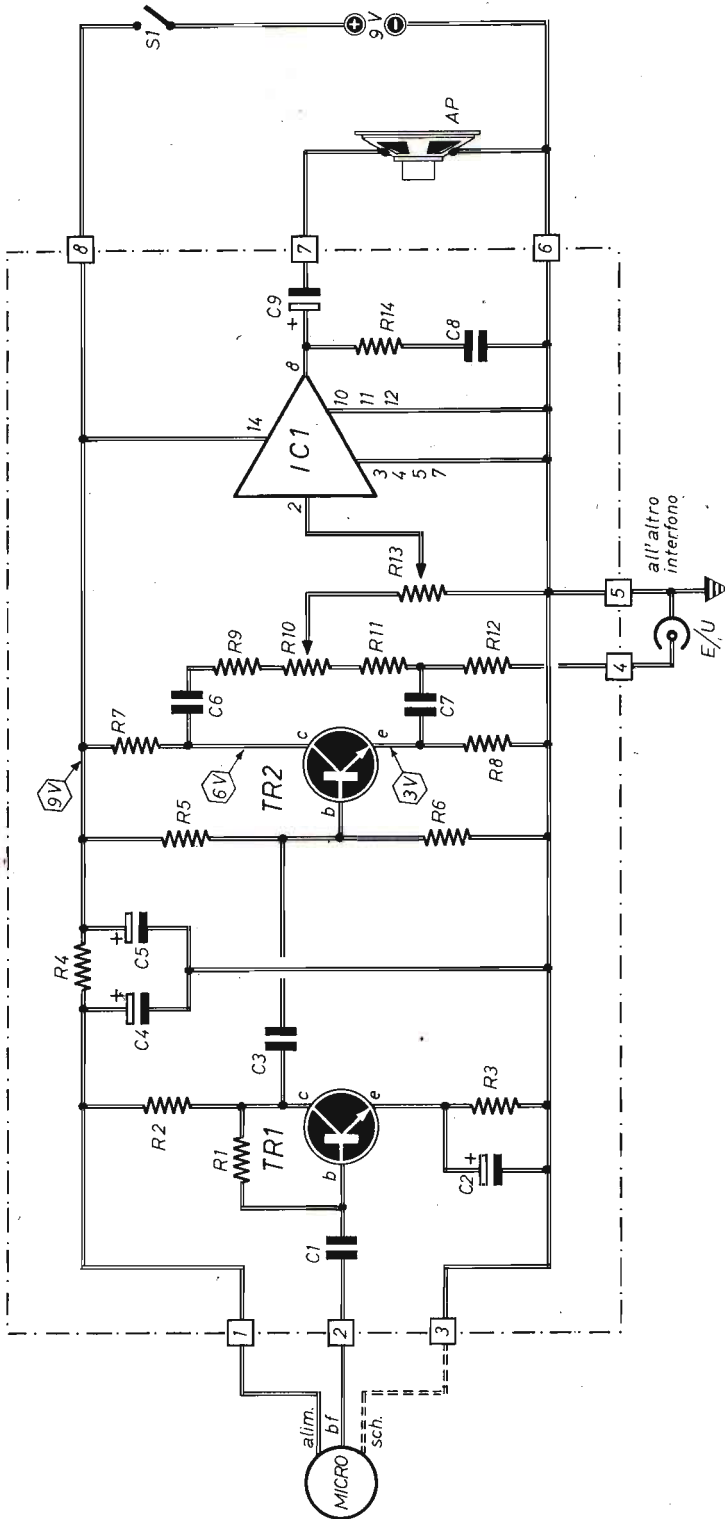 MICRO
alim.
bf
sch.
1
2
3
C1
R1
R2
TR1
b
c
e
C2
+
R3
C3
R4
C4
+
C5
+
R5
R6
9V
6V
3V
TR2
b
c
e
R7
R8
C6
C7
R9
R10
R11
R12
R13
4
5
E/U
all'altro
interfono
IC1
2
14
8
3
4
5
7
10
11
12
C9
+
R14
C8
8
7
6
AP
S1
+
-
9 V